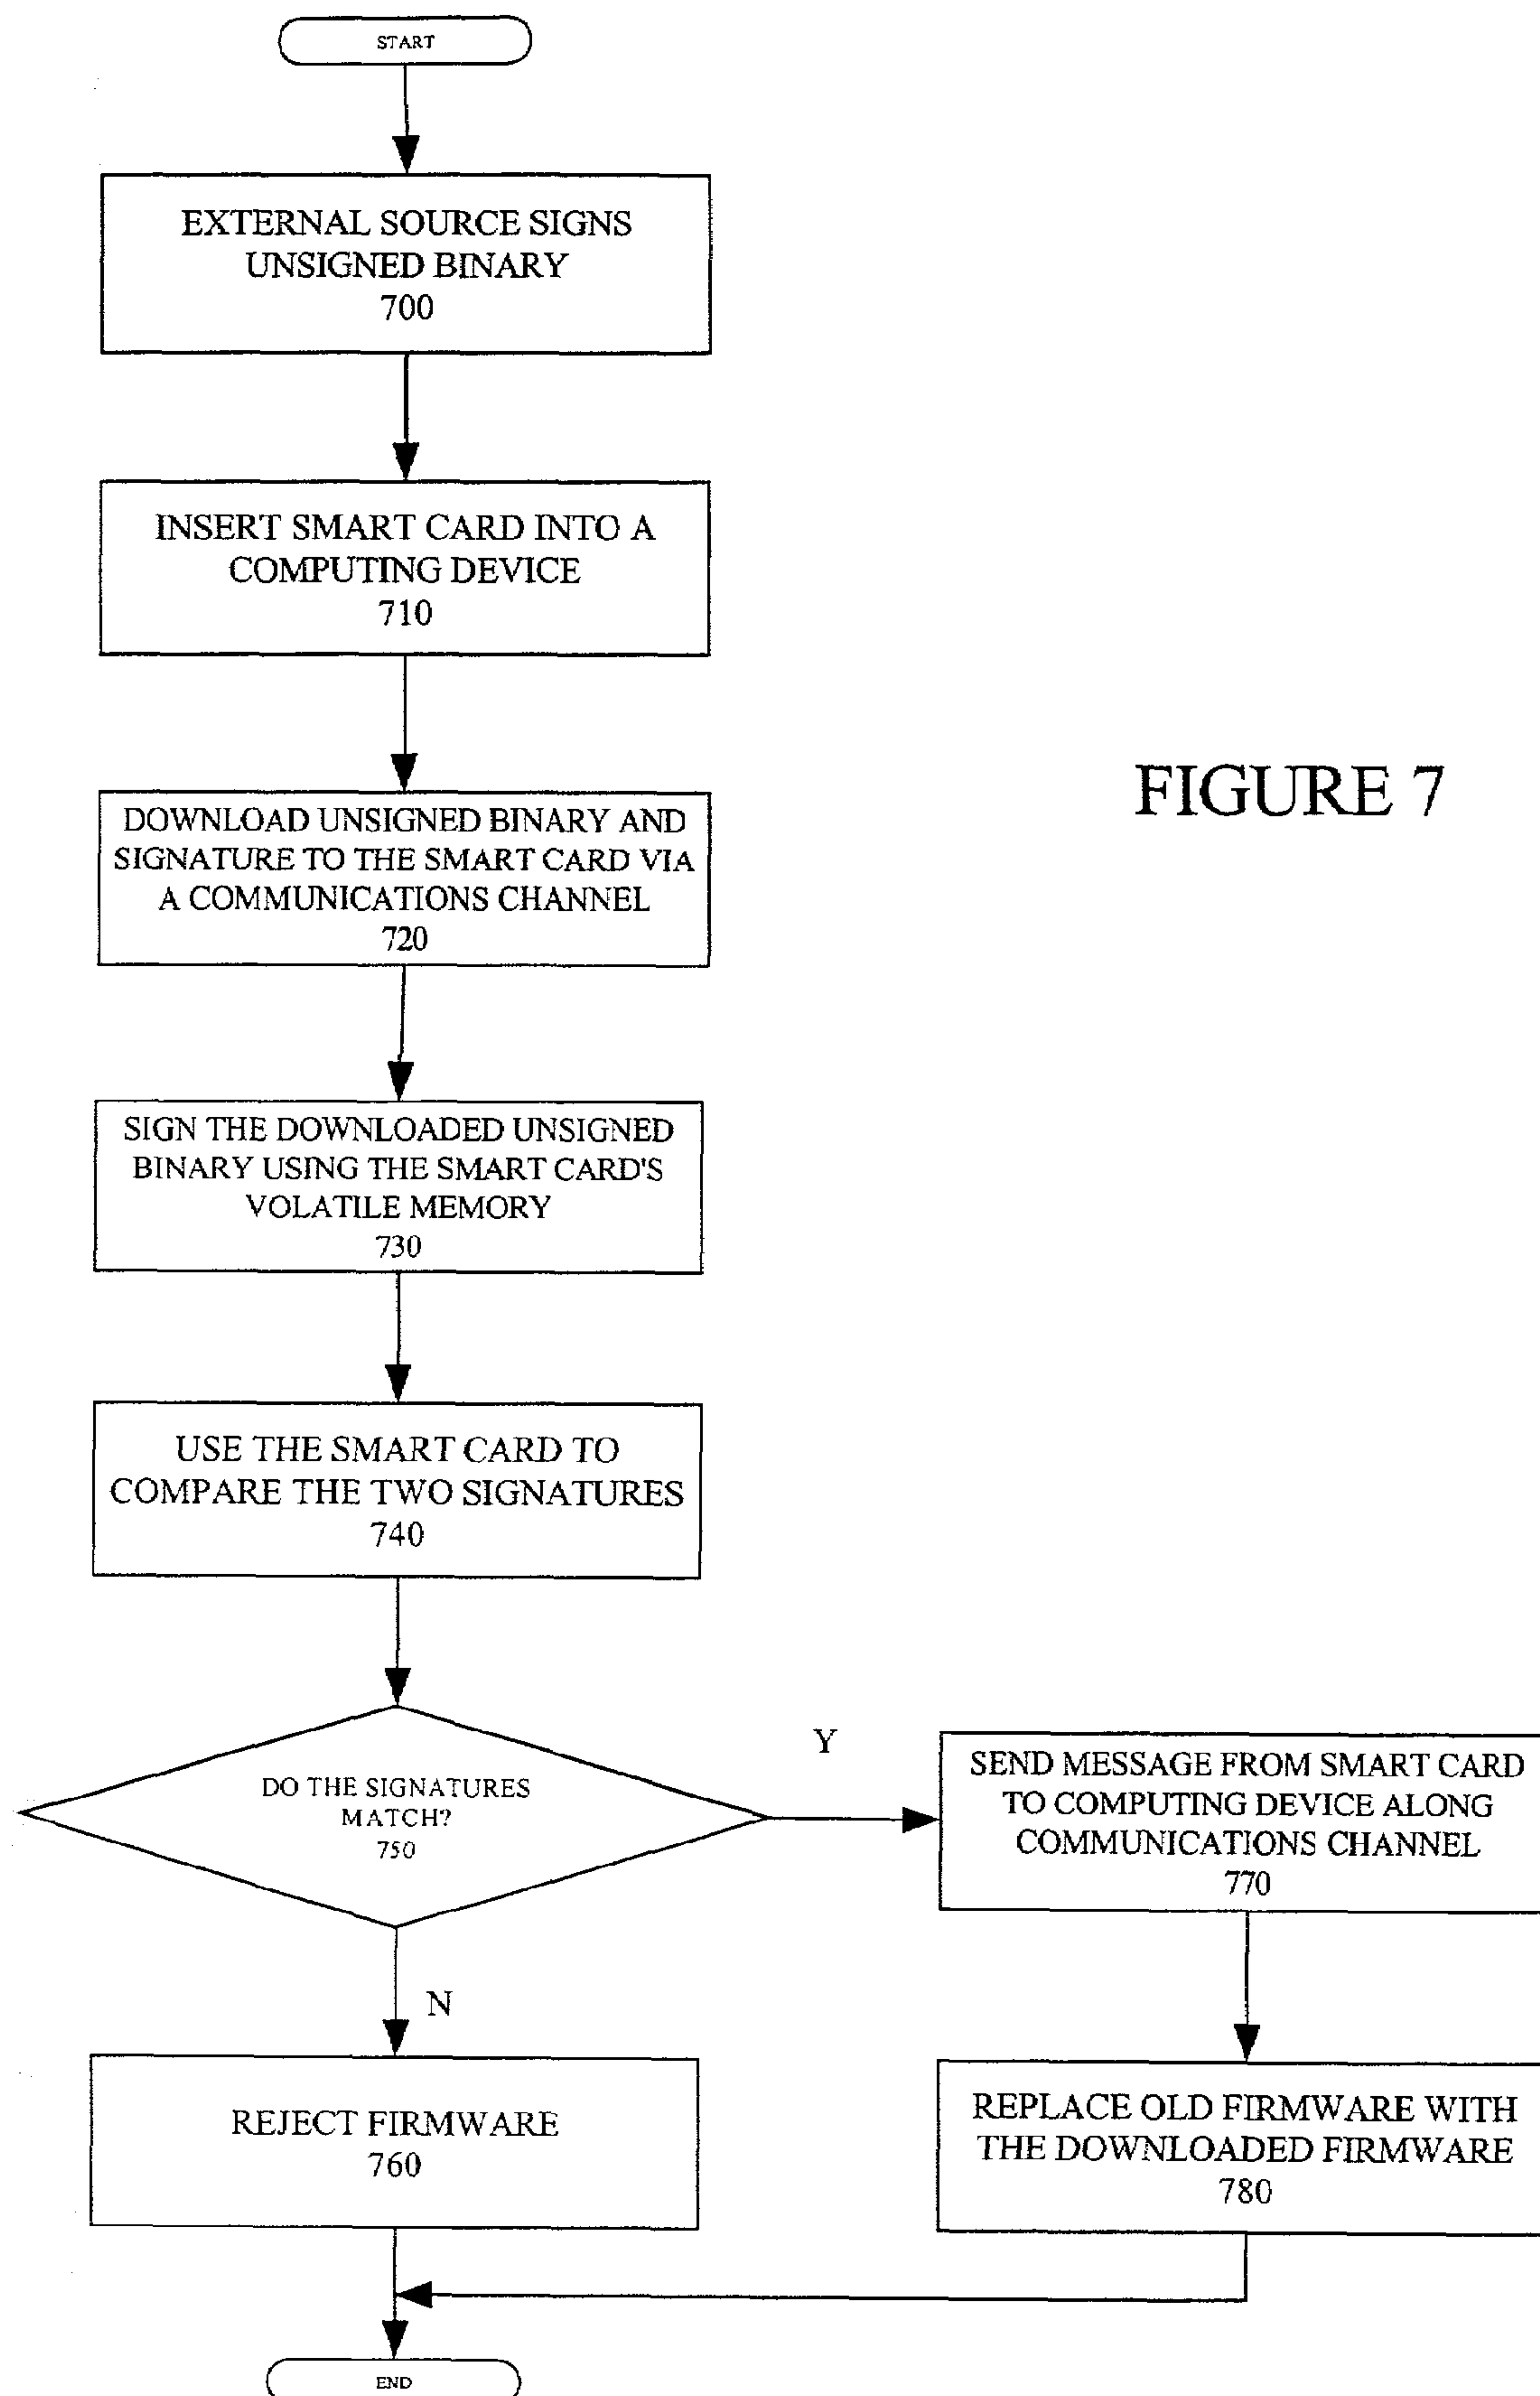 START
EXTERNAL SOURCE SIGNS
UNSIGNED BINARY
700
INSERT SMART CARD INTO A
COMPUTING DEVICE
710
FIGURE 7
DOWNLOAD UNSIGNED BINARY AND
SIGNATURE TO THE SMART CARD VIA
A COMMUNICATIONS CHANNEL
720
SIGN THE DOWNLOADED UNSIGNED
BINARY USING THE SMART CARD'S
VOLATILE MEMORY
730
USE THE SMART CARD TO
COMPARE THE TWO SIGNATURES
740
DO THE SIGNATURES
MATCH?
750
Y
SEND MESSAGE FROM SMART CARD
TO COMPUTING DEVICE ALONG
COMMUNICATIONS CHANNEL
770
N
REJECT FIRMWARE
760
REPLACE OLD FIRMWARE WITH
THE DOWNLOADED FIRMWARE
780
END